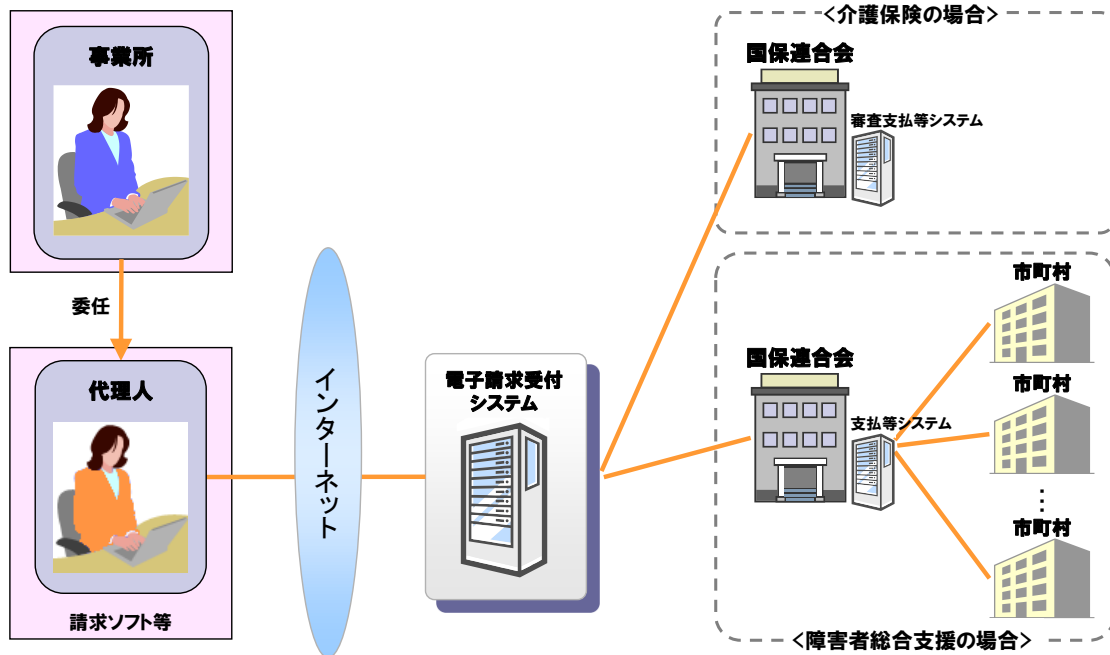 事業所
委任
代理人
請求ソフト等
インターネット
電子請求受付
システム
<介護保険の場合>
国保連合会
審査支払等システム
国保連合会
支払等システム
市町村
市町村
…
市町村
<障害者総合支援の場合>